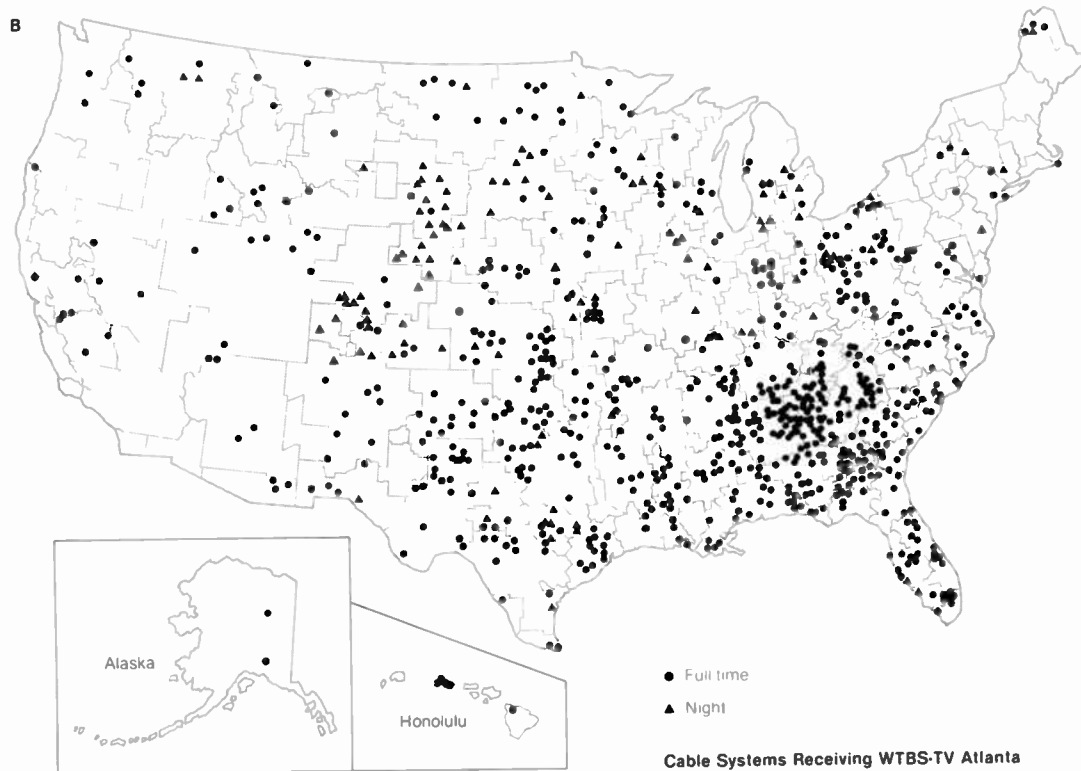 B
Alaska
Honolulu
Full time
Night
Cable Systems Receiving WTBS-TV Atlanta